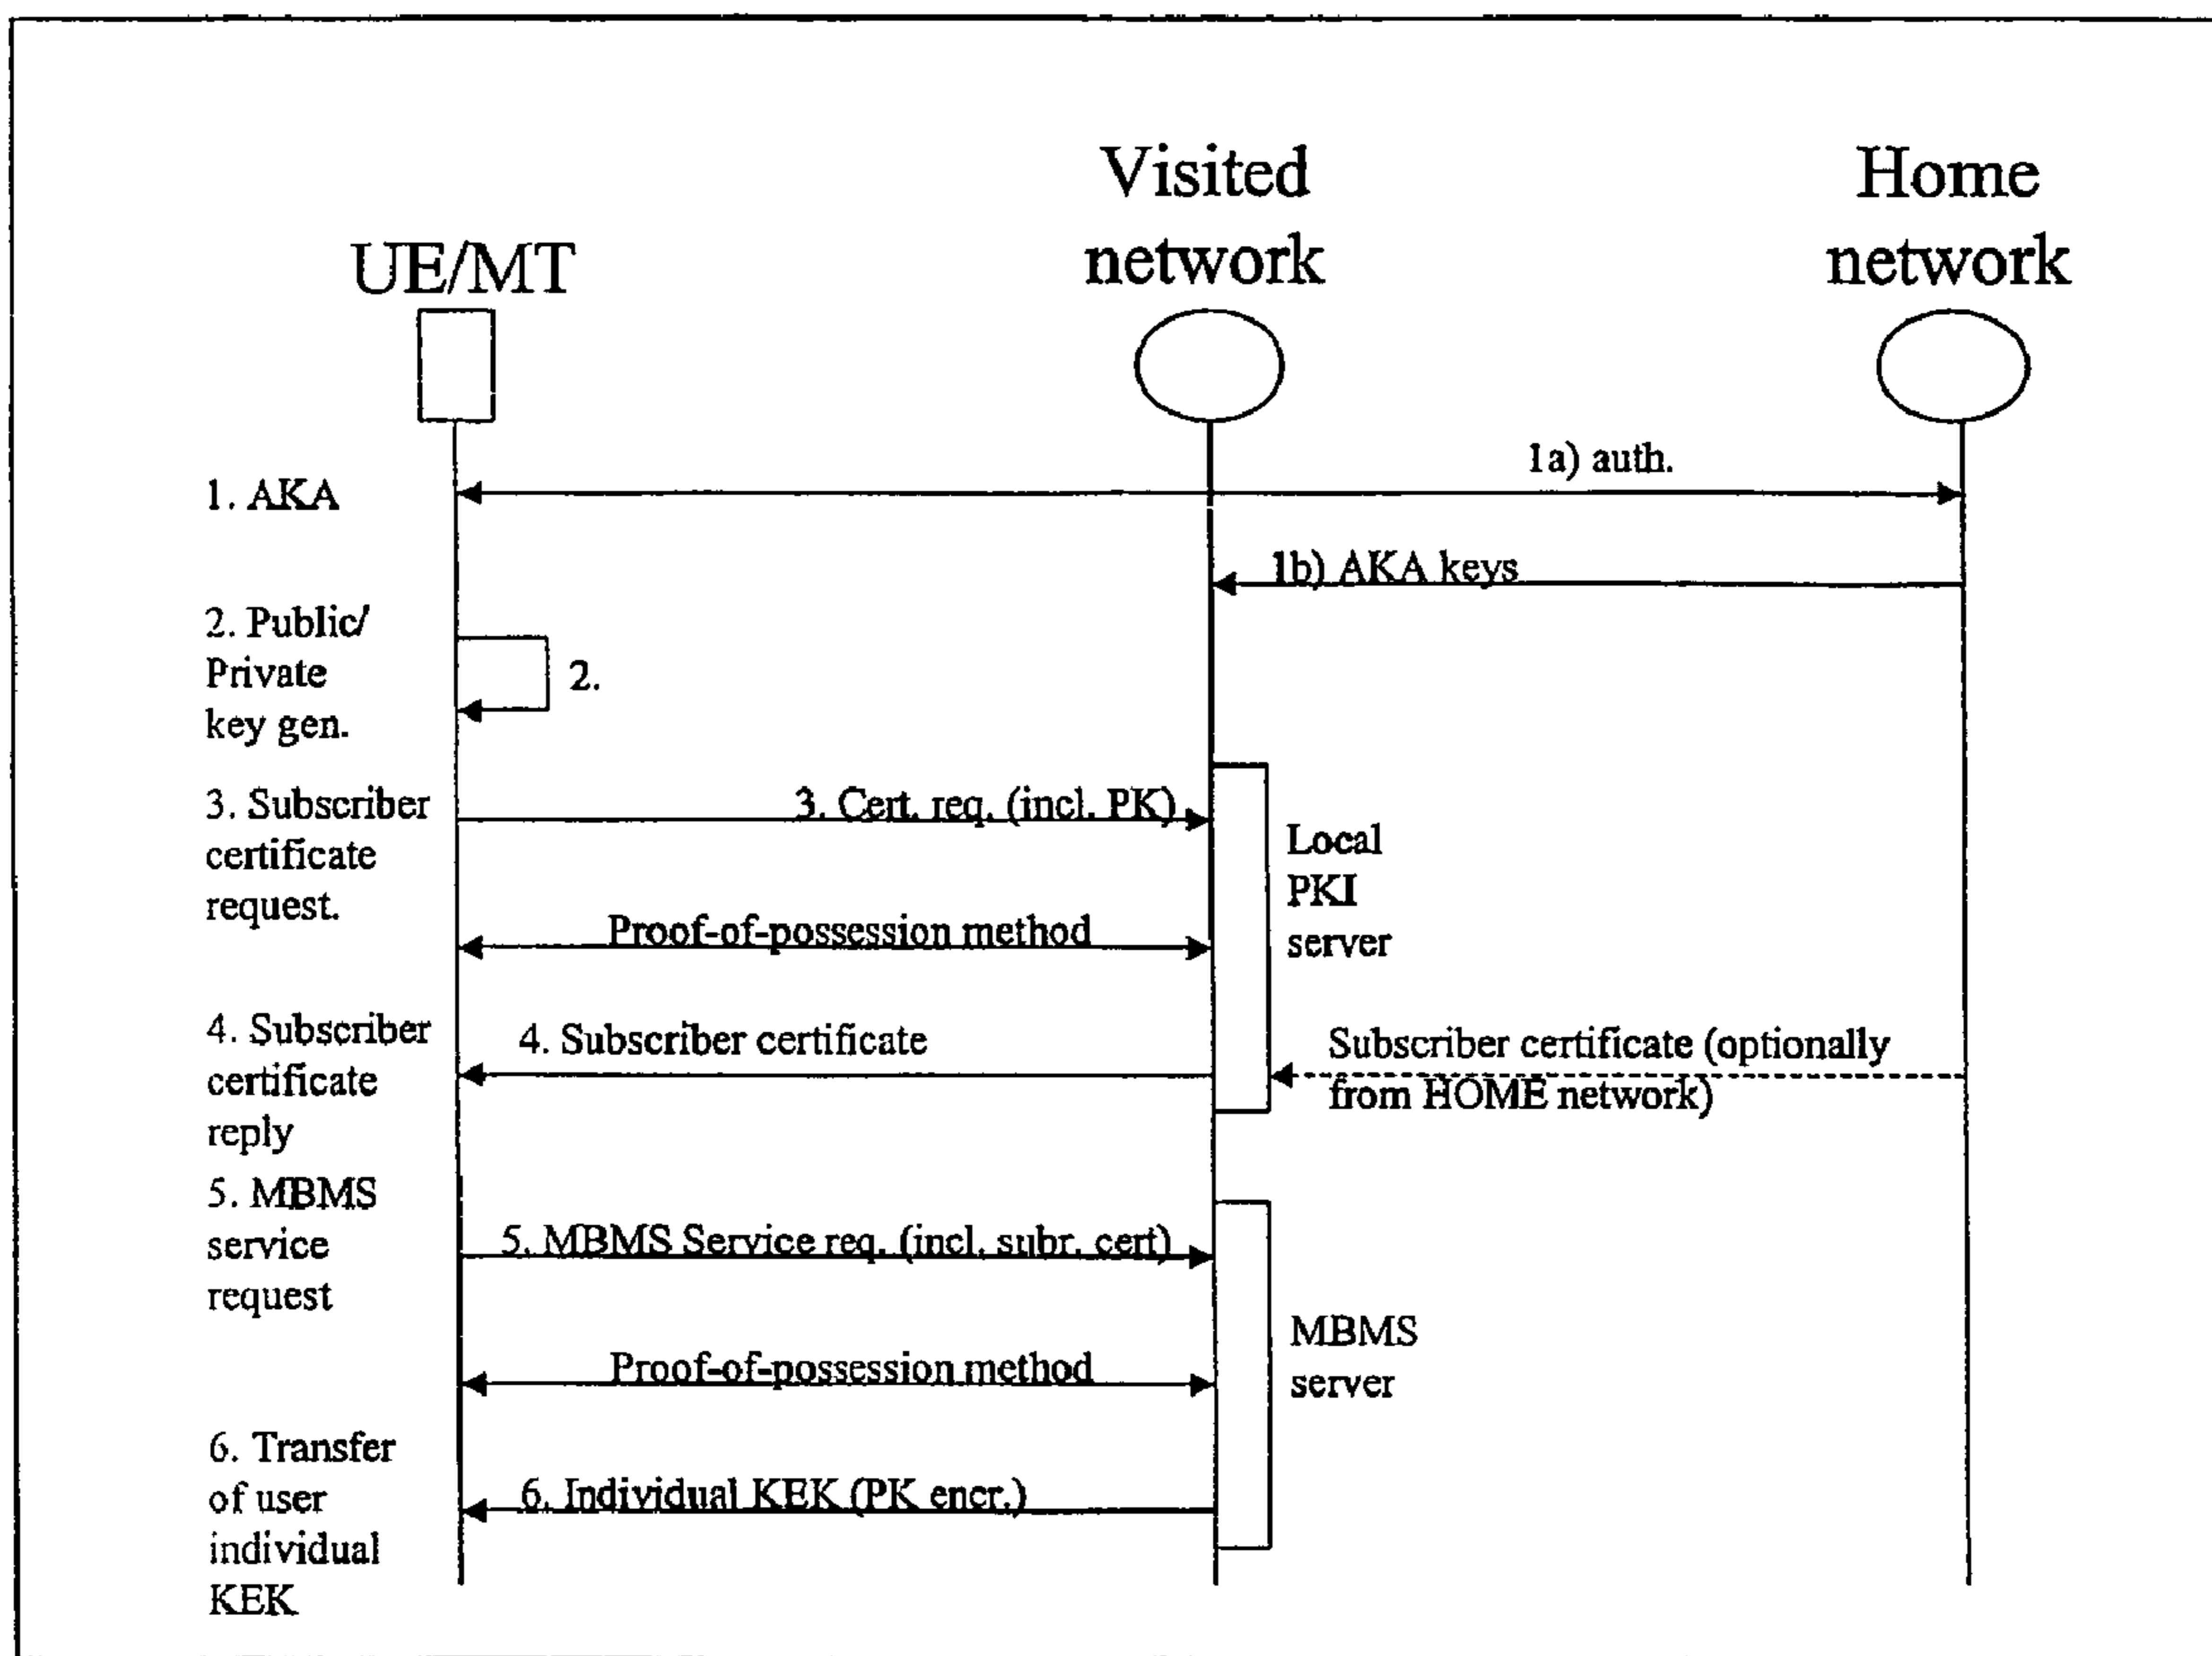 Visited
network
Home
network
UE/MT
1a) auth.
1. AKA
1b) AKA keys
2. Public/
Private
key gen.
2.
3. Subscriber
certificate
request.
3. Cert. req. (incl. PK)
Local
PKI
server
Proof-of-possession method
4. Subscriber
certificate
reply
4. Subscriber certificate
Subscriber certificate (optionally
from HOME network)
5. MBMS
service
request
5. MBMS Service req. (incl. subr. cert)
MBMS
server
Proof-of-possession method
6. Transfer
of user
individual
KEK
6. Individual KEK (PK encr.)